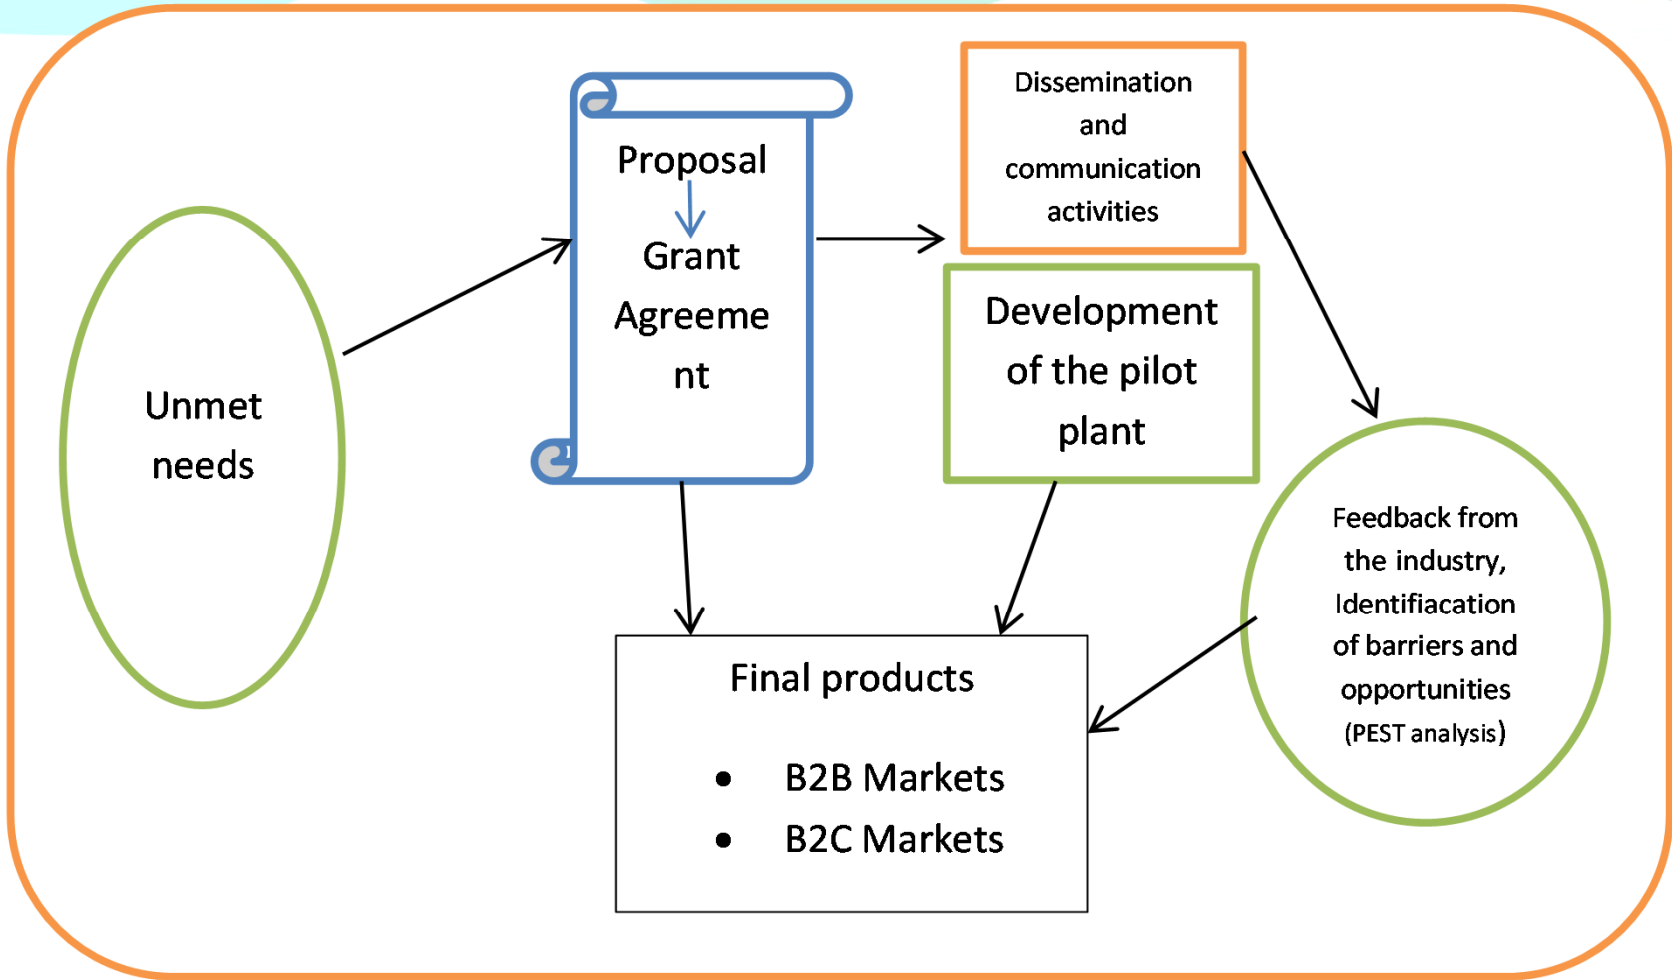 Unmet
needs
Proposal
Grant
Agreeme
nt
Dissemination
and
communication
activities
Development
of the pilot
plant
Feedback from
the industry,
Identifiacation
of barriers and
opportunities
(PEST analysis)
Final products
• B2B Markets
• B2C Markets